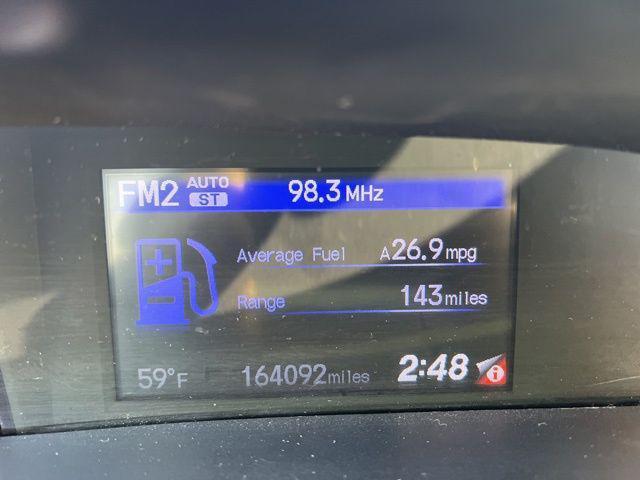 FM2 AUTO ST 98.3 MHz
Average Fuel A26.9 mpg
Range 143 miles
59°F 164092 miles 2:48 i